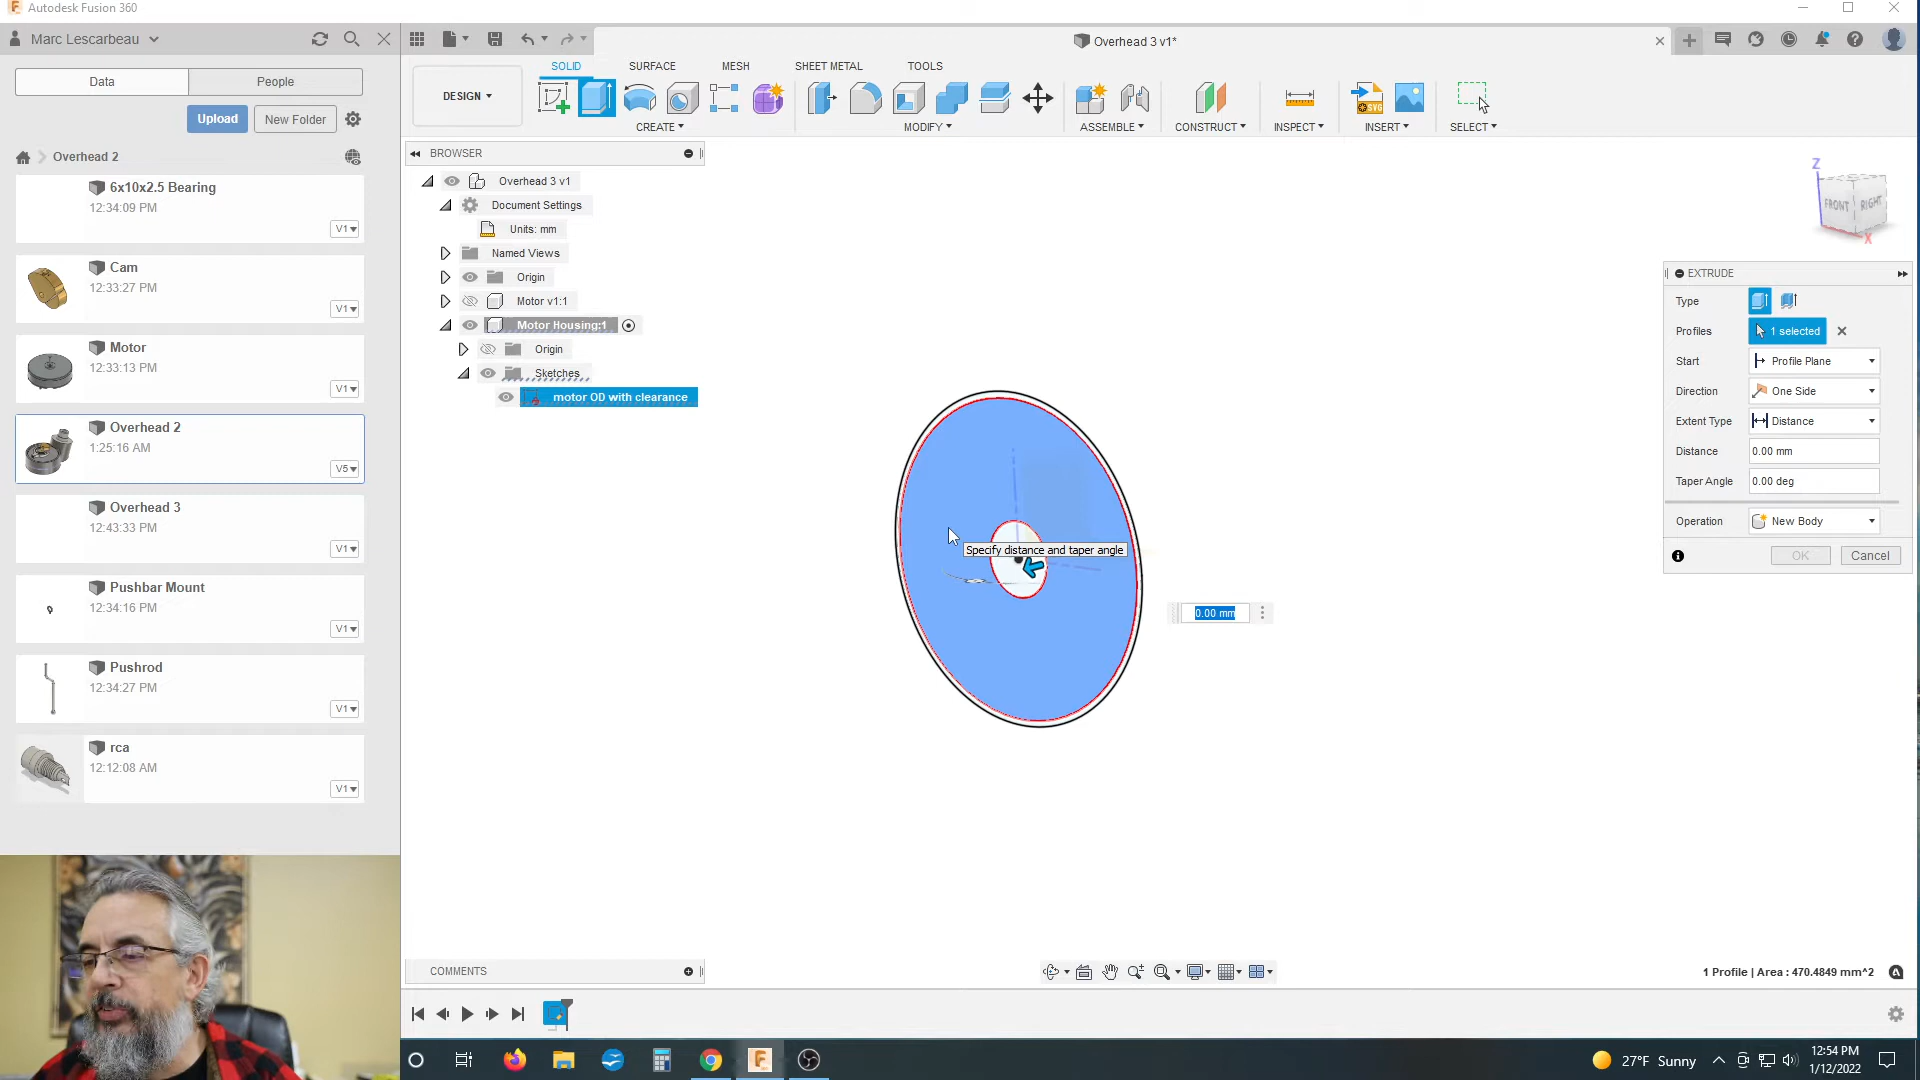 Autodesk Fusion 360
Marc Lescarbeau
Data
People
Upload
New Folder
Overhead 2
6x10x2.5 Bearing
12:34:09 PM
V1
Cam
12:33:27 PM
V1
Motor
12:33:13 PM
V1
Overhead 2
1:25:16 AM
V5
Overhead 3
12:43:33 PM
V1
Pushbar Mount
12:34:16 PM
V1
Pushrod
12:34:27 PM
V1
rca
12:12:08 AM
V1
Overhead 3 v1*
DESIGN
SOLID
SURFACE
MESH
SHEET METAL
TOOLS
CREATE
MODIFY
ASSEMBLE
CONSTRUCT
INSPECT
INSERT
SELECT
BROWSER
Overhead 3 v1
Document Settings
Units: mm
Named Views
Origin
Motor v1:1
Motor Housing:1
Origin
Sketches
motor OD with clearance
Specify distance and taper angle
0.00 mm
Z
FRONT
RIGHT
X
EXTRUDE
Type
Profiles
1 selected
Start
Profile Plane
Direction
One Side
Extent Type
Distance
Distance
0.00 mm
Taper Angle
0.00 deg
Operation
New Body
OK
Cancel
COMMENTS
1 Profile | Area : 470.4849 mm^2
27°F Sunny
12:54 PM
1/12/2022